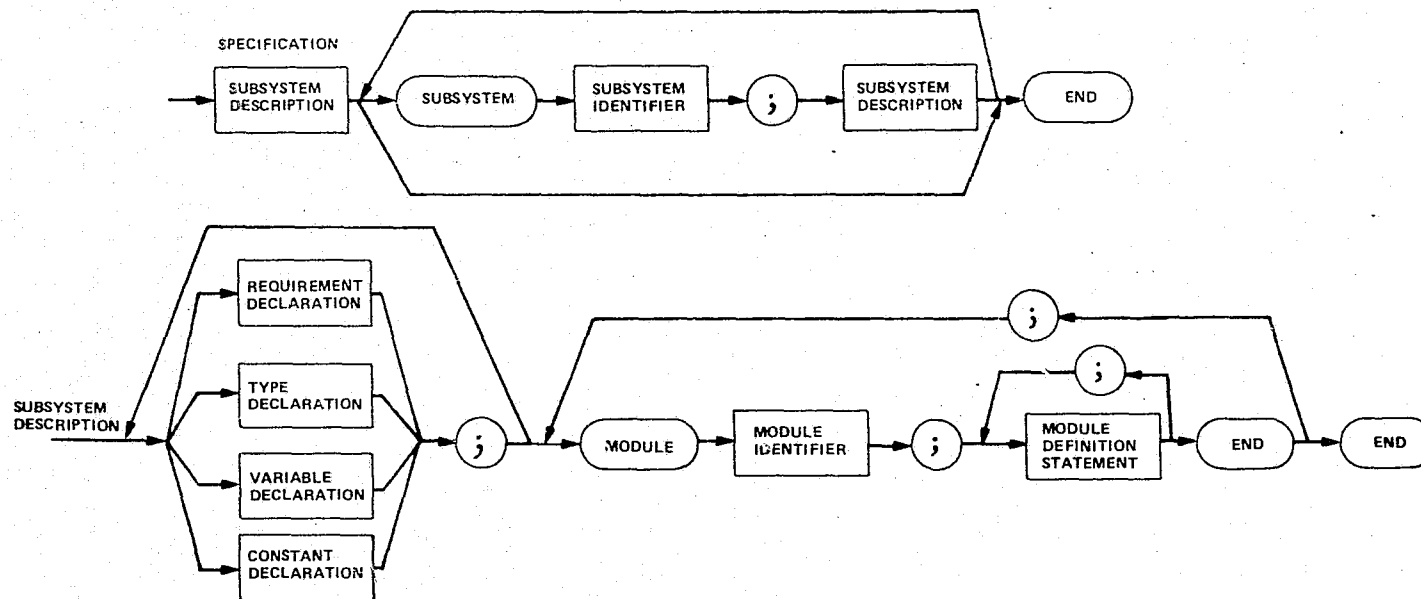 SPECIFICATION
SUBSYSTEM
DESCRIPTION
SUBSYSTEM
SUBSYSTEM
IDENTIFIER
;
SUBSYSTEM
DESCRIPTION
END
SUBSYSTEM
DESCRIPTION
REQUIREMENT
DECLARATION
TYPE
DECLARATION
VARIABLE
DECLARATION
CONSTANT
DECLARATION
;
MODULE
MODULE
IDENTIFIER
;
MODULE
DEFINITION
STATEMENT
;
END
;
END